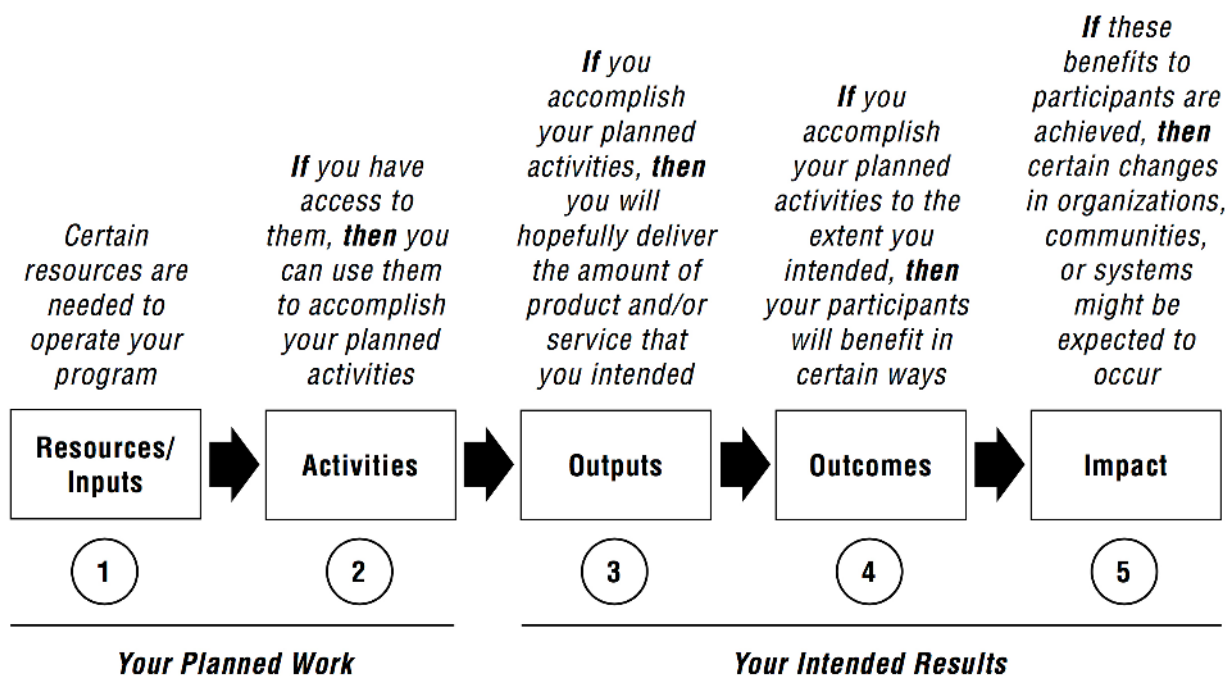 Certain
resources are
needed to
operate your
program
If you have
access to
them, then you
can use them
to accomplish
your planned
activities
If you
accomplish
your planned
activities, then
you will
hopefully deliver
the amount of
product and/or
service that
you intended
If you
accomplish
your planned
activities to the
extent you
intended, then
your participants
will benefit in
certain ways
If these
benefits to
participants are
achieved, then
certain changes
in organizations,
communities,
or systems
might be
expected to
occur
Resources/
Inputs
Activities
Outputs
Outcomes
Impact
1
2
3
4
5
Your Planned Work
Your Intended Results